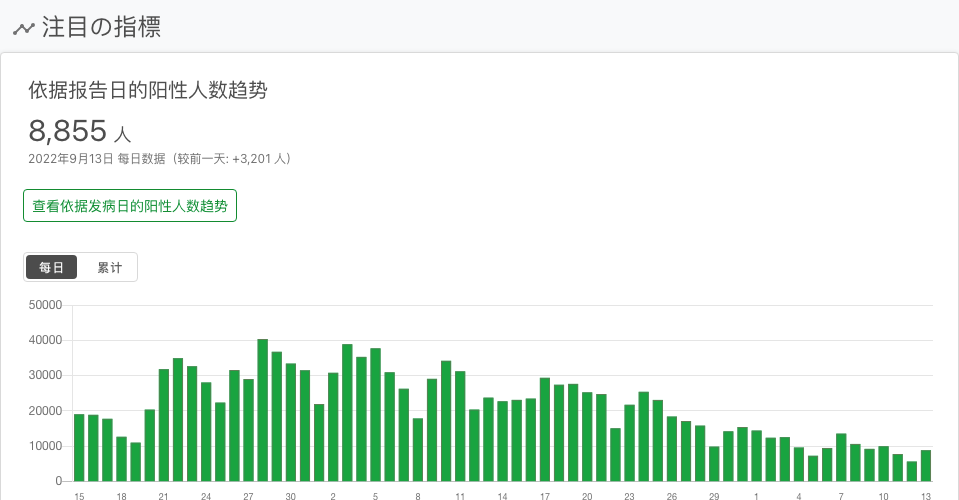 注目の指標
依据报告日的阳性人数趋势
8,855 人
2022年9月13日 每日数据（较前一天: +3,201 人）
查看依据发病日的阳性人数趋势
每日 累计
50000
40000
30000
20000
10000
0
15 18 21 24 27 30 2 5 8 11 14 17 20 23 26 29 1 4 7 10 13